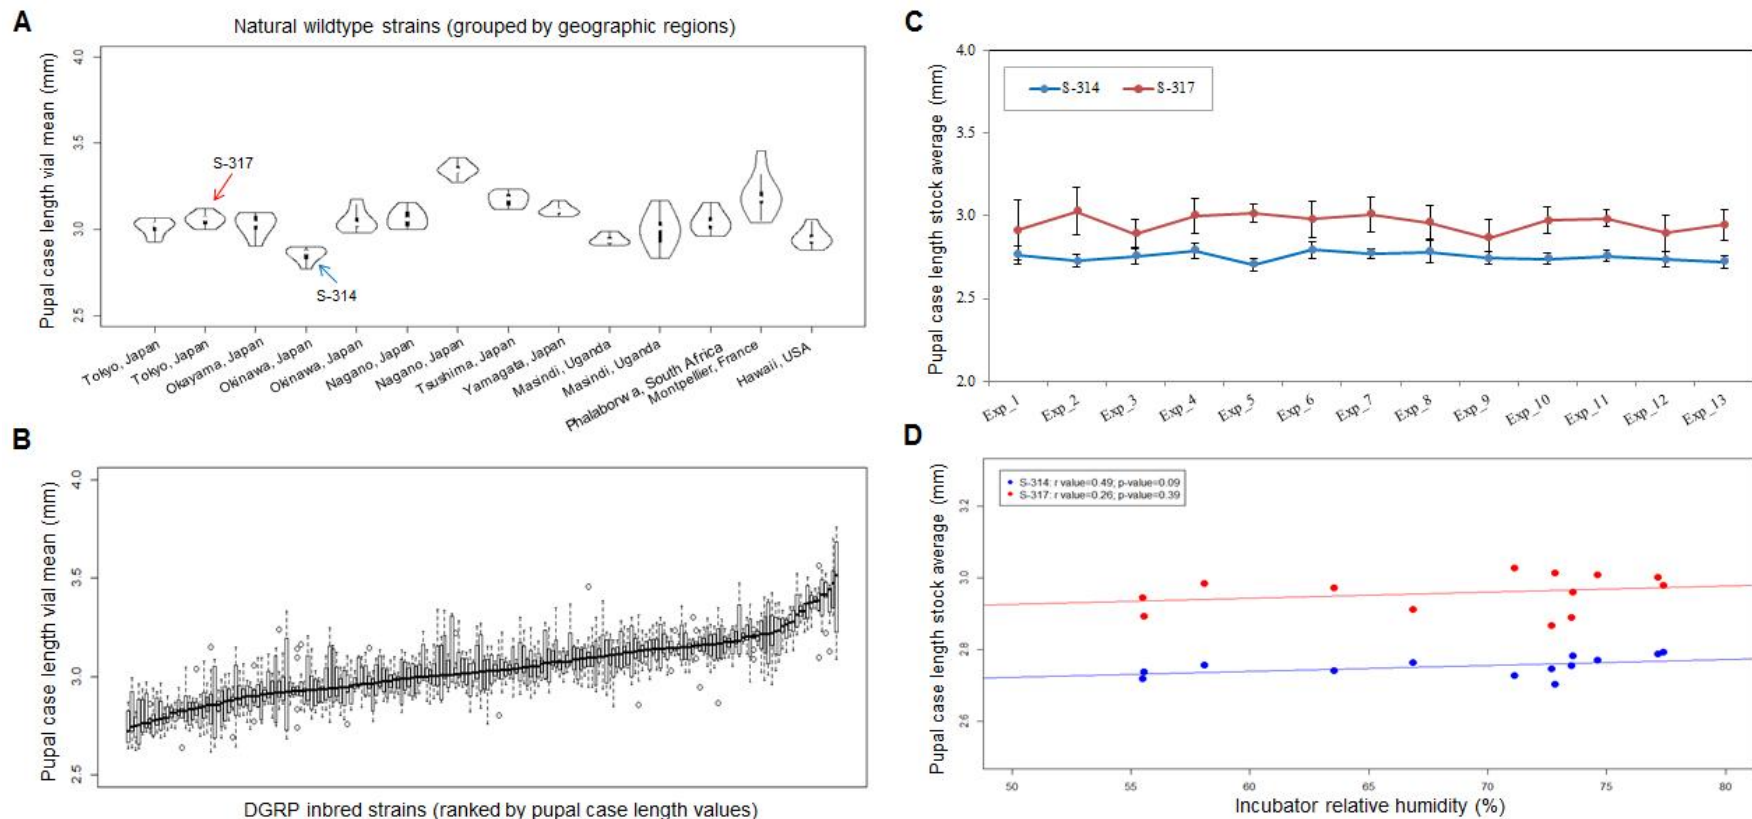 A
Natural wildtype strains (grouped by geographic regions)
Pupal case length vial mean (mm)
4.0
3.5
3.0
2.5
S-317
S-314
Tokyo, Japan
Tokyo, Japan
Okayama, Japan
Okinawa, Japan
Okinawa, Japan
Nagano, Japan
Nagano, Japan
Tsushima, Japan
Yamagata, Japan
Masindi, Uganda
Masindi, Uganda
Phalaborwa, South Africa
Montpellier, France
Hawaii, USA
B
Pupal case length vial mean (mm)
4.0
3.5
3.0
2.5
DGRP inbred strains (ranked by pupal case length values)
C
Pupal case length stock average (mm)
4.0
3.5
3.0
2.5
2.0
S-314 S-317
Exp_1
Exp_2
Exp_3
Exp_4
Exp_5
Exp_6
Exp_7
Exp_8
Exp_9
Exp_10
Exp_11
Exp_12
Exp_13
D
Pupal case length stock average (mm)
3.2
3.0
2.8
2.6
S-314: r value=0.49; p-value=0.09
S-317: r value=0.26; p-value=0.39
50 55 60 65 70 75 80
Incubator relative humidity (%)